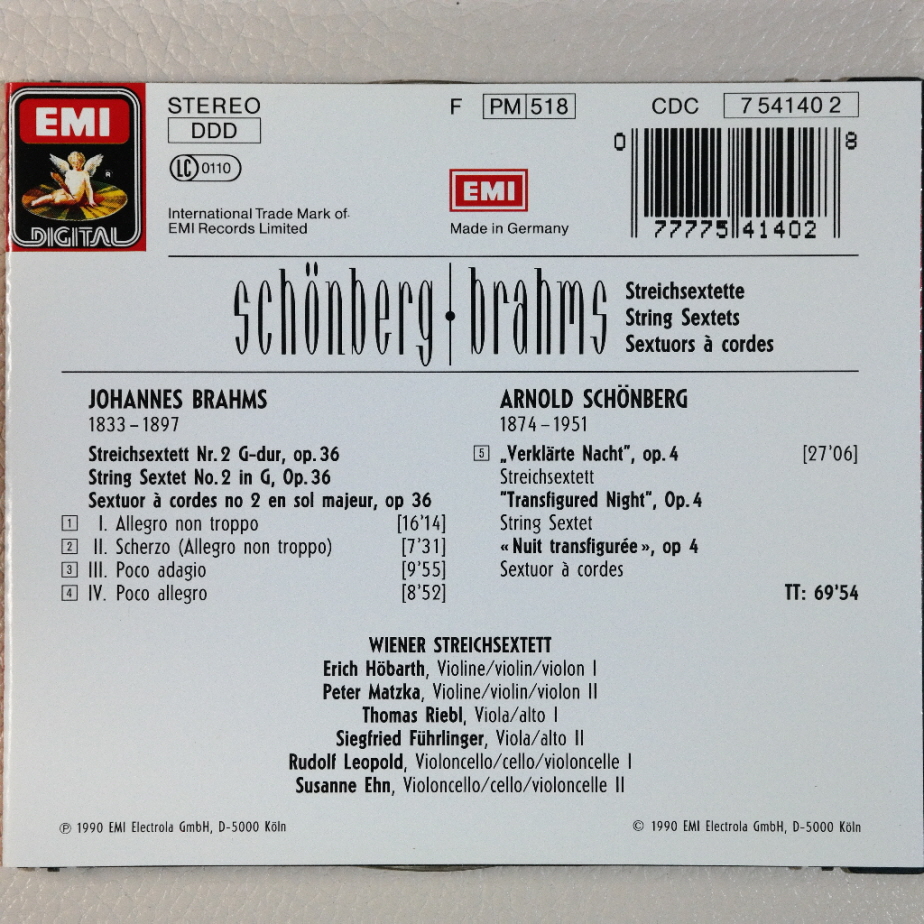 EMI
DIGITAL
®
STEREO
DDD
LC 0110
International Trade Mark of
EMI Records Limited
F PM 518
EMI
Made in Germany
CDC 7 54140 2
0 77775 41402 8
schönberg • brahms
Streichsextette
String Sextets
Sextuors à cordes
JOHANNES BRAHMS
1833 – 1897
Streichsextett Nr. 2 G-dur, op. 36
String Sextet No. 2 in G, Op. 36
Sextuor à cordes no 2 en sol majeur, op 36
1 I. Allegro non troppo [16'14]
2 II. Scherzo (Allegro non troppo) [7'31]
3 III. Poco adagio [9'55]
4 IV. Poco allegro [8'52]
ARNOLD SCHÖNBERG
1874 – 1951
5 „Verklärte Nacht”, op. 4 [27'06]
Streichsextett
"Transfigured Night", Op. 4
String Sextet
« Nuit transfigurée », op 4
Sextuor à cordes
TT: 69'54
WIENER STREICHSEXTETT
Erich Höbarth, Violine/violin/violon I
Peter Matzka, Violine/violin/violon II
Thomas Riebl, Viola/alto I
Siegfried Führlinger, Viola/alto II
Rudolf Leopold, Violoncello/cello/violoncelle I
Susanne Ehn, Violoncello/cello/violoncelle II
℗ 1990 EMI Electrola GmbH, D-5000 Köln
© 1990 EMI Electrola GmbH, D-5000 Köln